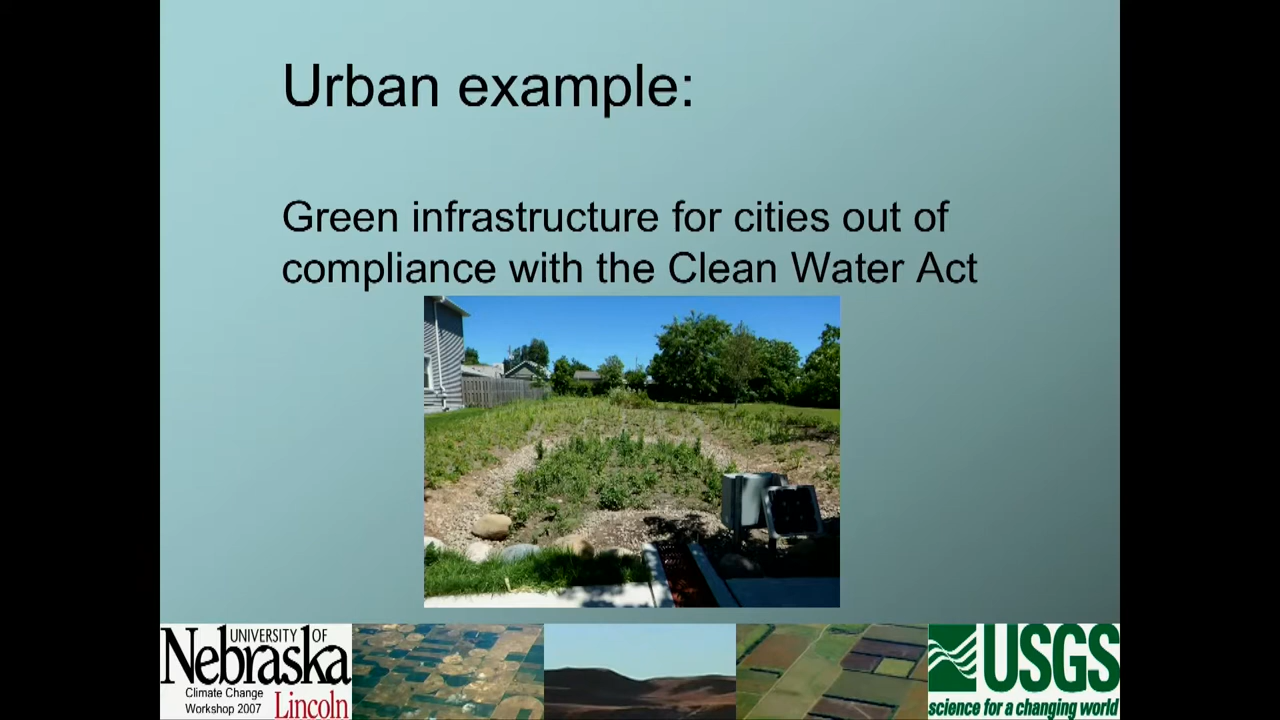 Urban example:
Green infrastructure for cities out of
compliance with the Clean Water Act
UNIVERSITY OF
Nebraska
Climate Change
Workshop 2007
Lincoln
USGS
science for a changing world